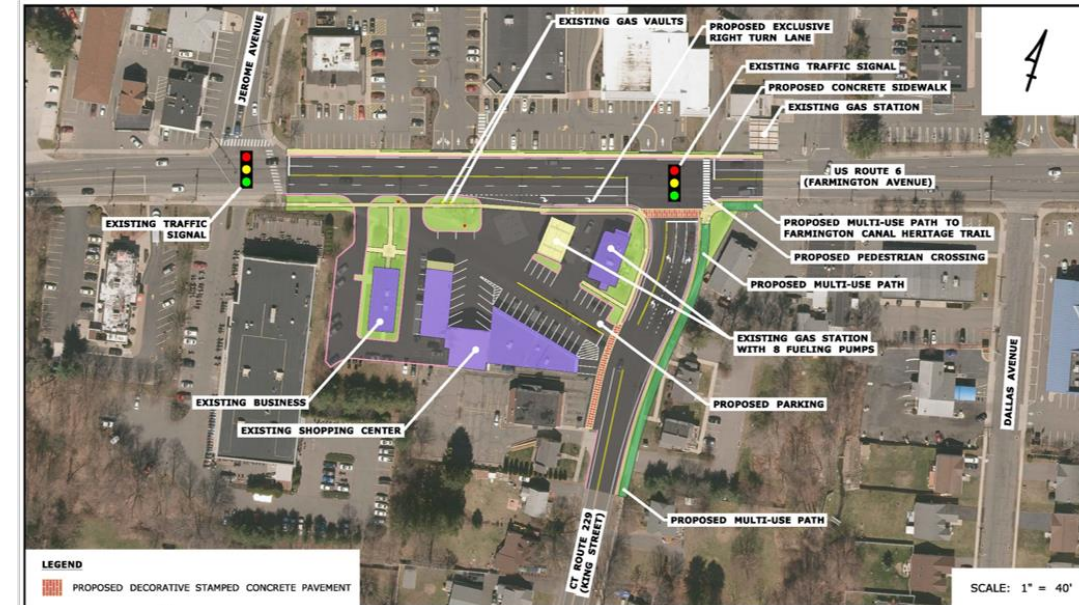 EXISTING GAS VAULTS
PROPOSED EXCLUSIVE
RIGHT TURN LANE
EXISTING TRAFFIC SIGNAL
PROPOSED CONCRETE SIDEWALK
EXISTING GAS STATION
JEROME AVENUE
US ROUTE 6
(FARMINGTON AVENUE)
EXISTING TRAFFIC
SIGNAL
PROPOSED MULTI-USE PATH TO
FARMINGTON CANAL HERITAGE TRAIL
PROPOSED PEDESTRIAN CROSSING
PROPOSED MULTI-USE PATH
EXISTING GAS STATION
WITH 8 FUELING PUMPS
DALLAS AVENUE
EXISTING BUSINESS
PROPOSED PARKING
EXISTING SHOPPING CENTER
PROPOSED MULTI-USE PATH
CT ROUTE 229
(KING STREET)
LEGEND
PROPOSED DECORATIVE STAMPED CONCRETE PAVEMENT
SCALE: 1" = 40'